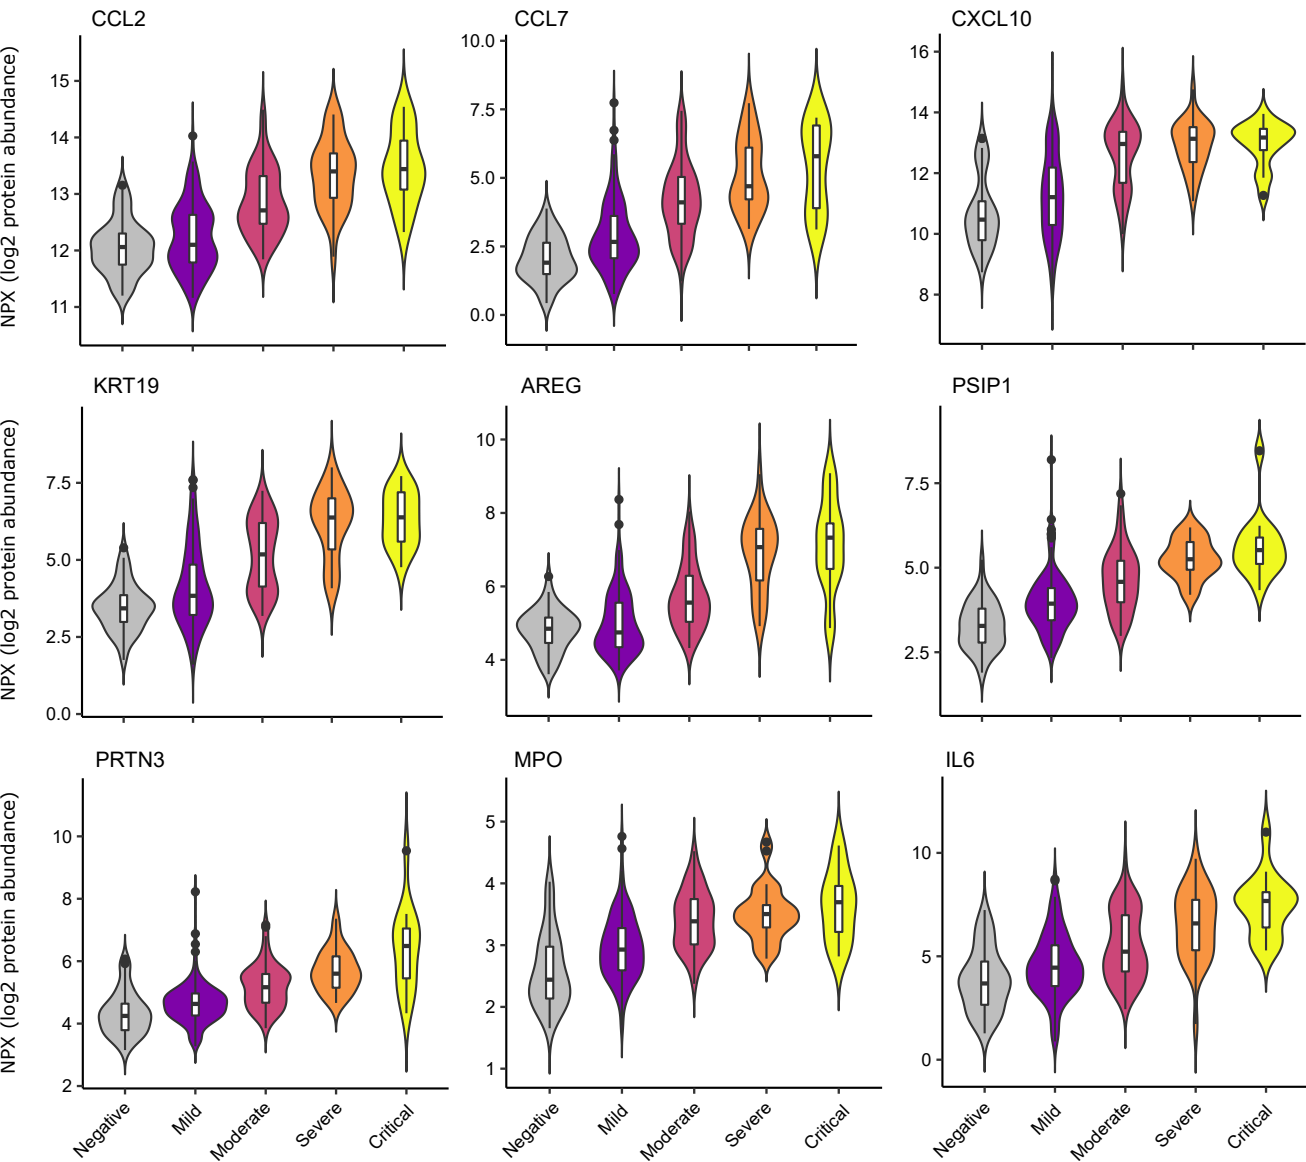 CCL2
CCL7
CXCL10
NPX (log2 protein abundance)
15
14
13
12
11
10.0
7.5
5.0
2.5
0.0
16
14
12
10
8
KRT19
AREG
PSIP1
NPX (log2 protein abundance)
7.5
5.0
2.5
0.0
10
8
6
4
7.5
5.0
2.5
PRTN3
MPO
IL6
NPX (log2 protein abundance)
10
8
6
4
2
5
4
3
2
1
10
5
0
Negative
Mild
Moderate
Severe
Critical
Negative
Mild
Moderate
Severe
Critical
Negative
Mild
Moderate
Severe
Critical